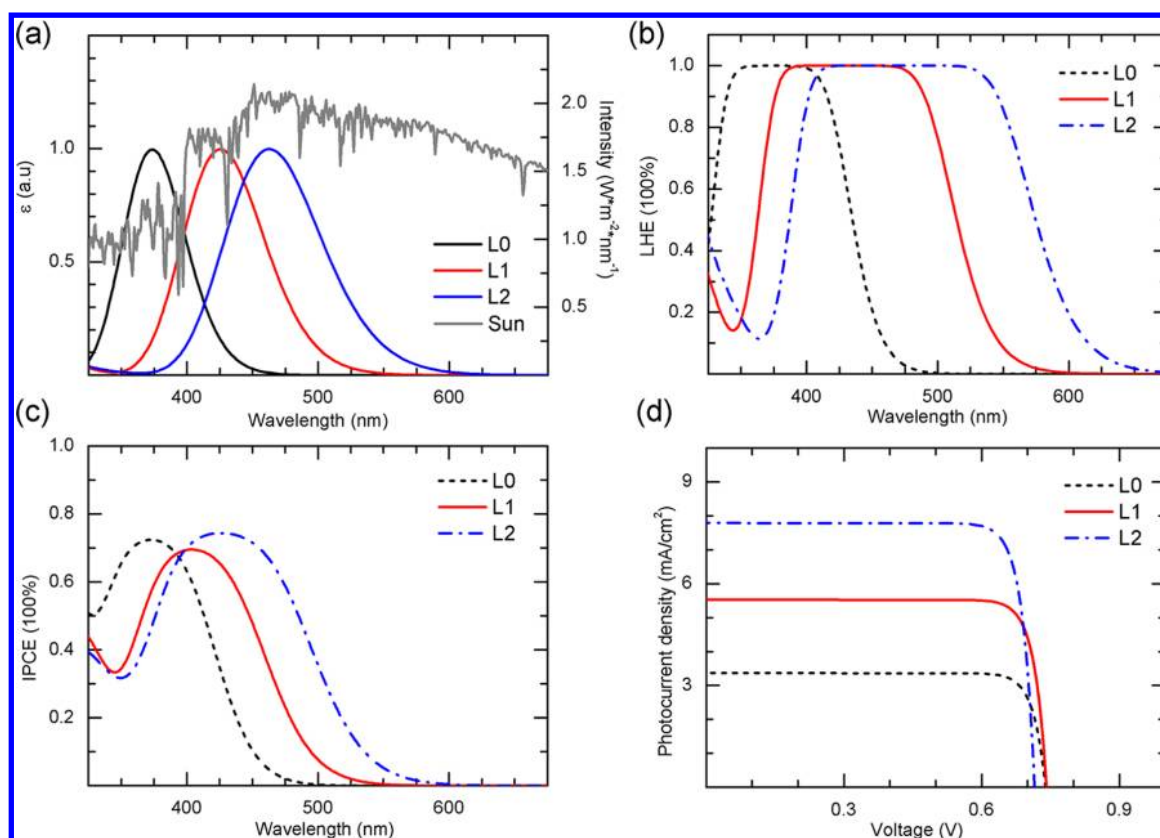 (a)
1.0
0.5
ε (a.u)
400
500
600
Wavelength (nm)
2.0
1.5
1.0
0.5
Intensity (W*m⁻²*nm⁻¹)
L0
L1
L2
Sun
(b)
1.0
0.8
0.6
0.4
0.2
LHE (100%)
400
500
600
Wavelength (nm)
L0
L1
L2
(c)
1.0
0.8
0.6
0.4
0.2
IPCE (100%)
400
500
600
Wavelength (nm)
L0
L1
L2
(d)
9
6
3
Photocurrent density (mA/cm²)
0.3
0.6
0.9
Voltage (V)
L0
L1
L2